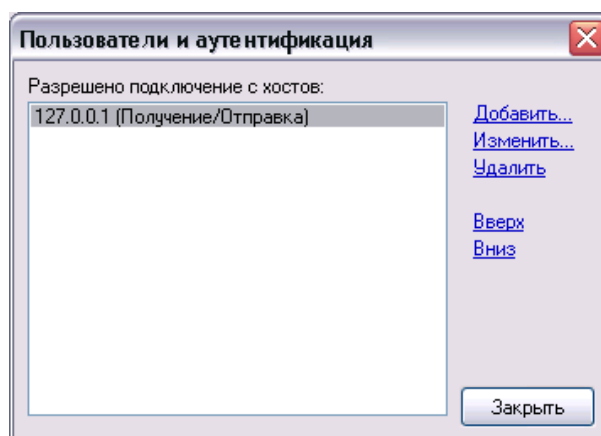 Пользователи и аутентификация
Разрешено подключение с хостов:
127.0.0.1 (Получение/Отправка)
Добавить...
Изменить...
Удалить
Вверх
Вниз
Закрыть